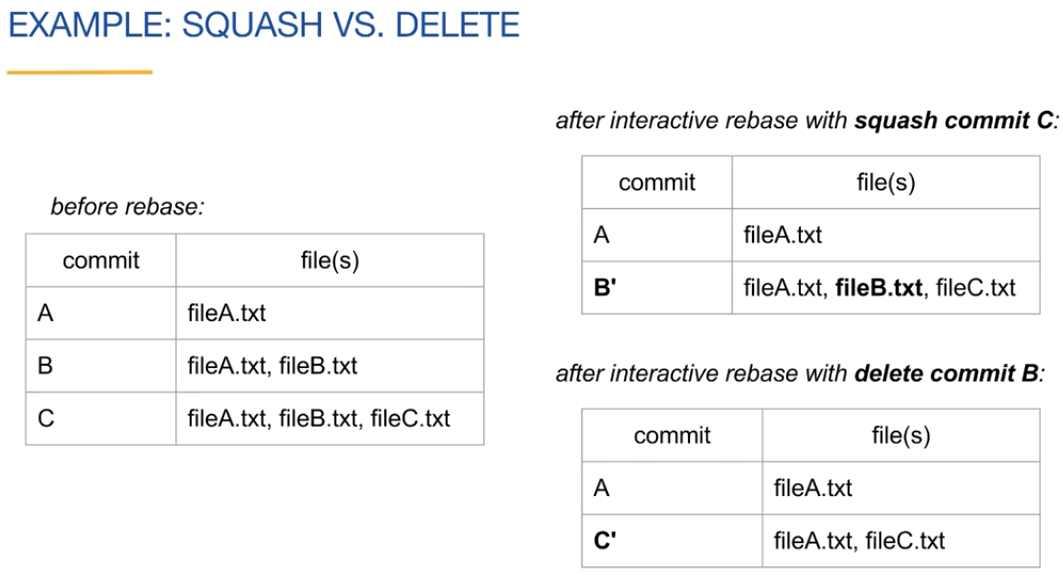 EXAMPLE: SQUASH VS. DELETE
before rebase:
commit file(s)
A fileA.txt
B fileA.txt, fileB.txt
C fileA.txt, fileB.txt, fileC.txt
after interactive rebase with squash commit C:
commit file(s)
A fileA.txt
B' fileA.txt, fileB.txt, fileC.txt
after interactive rebase with delete commit B:
commit file(s)
A fileA.txt
C' fileA.txt, fileC.txt